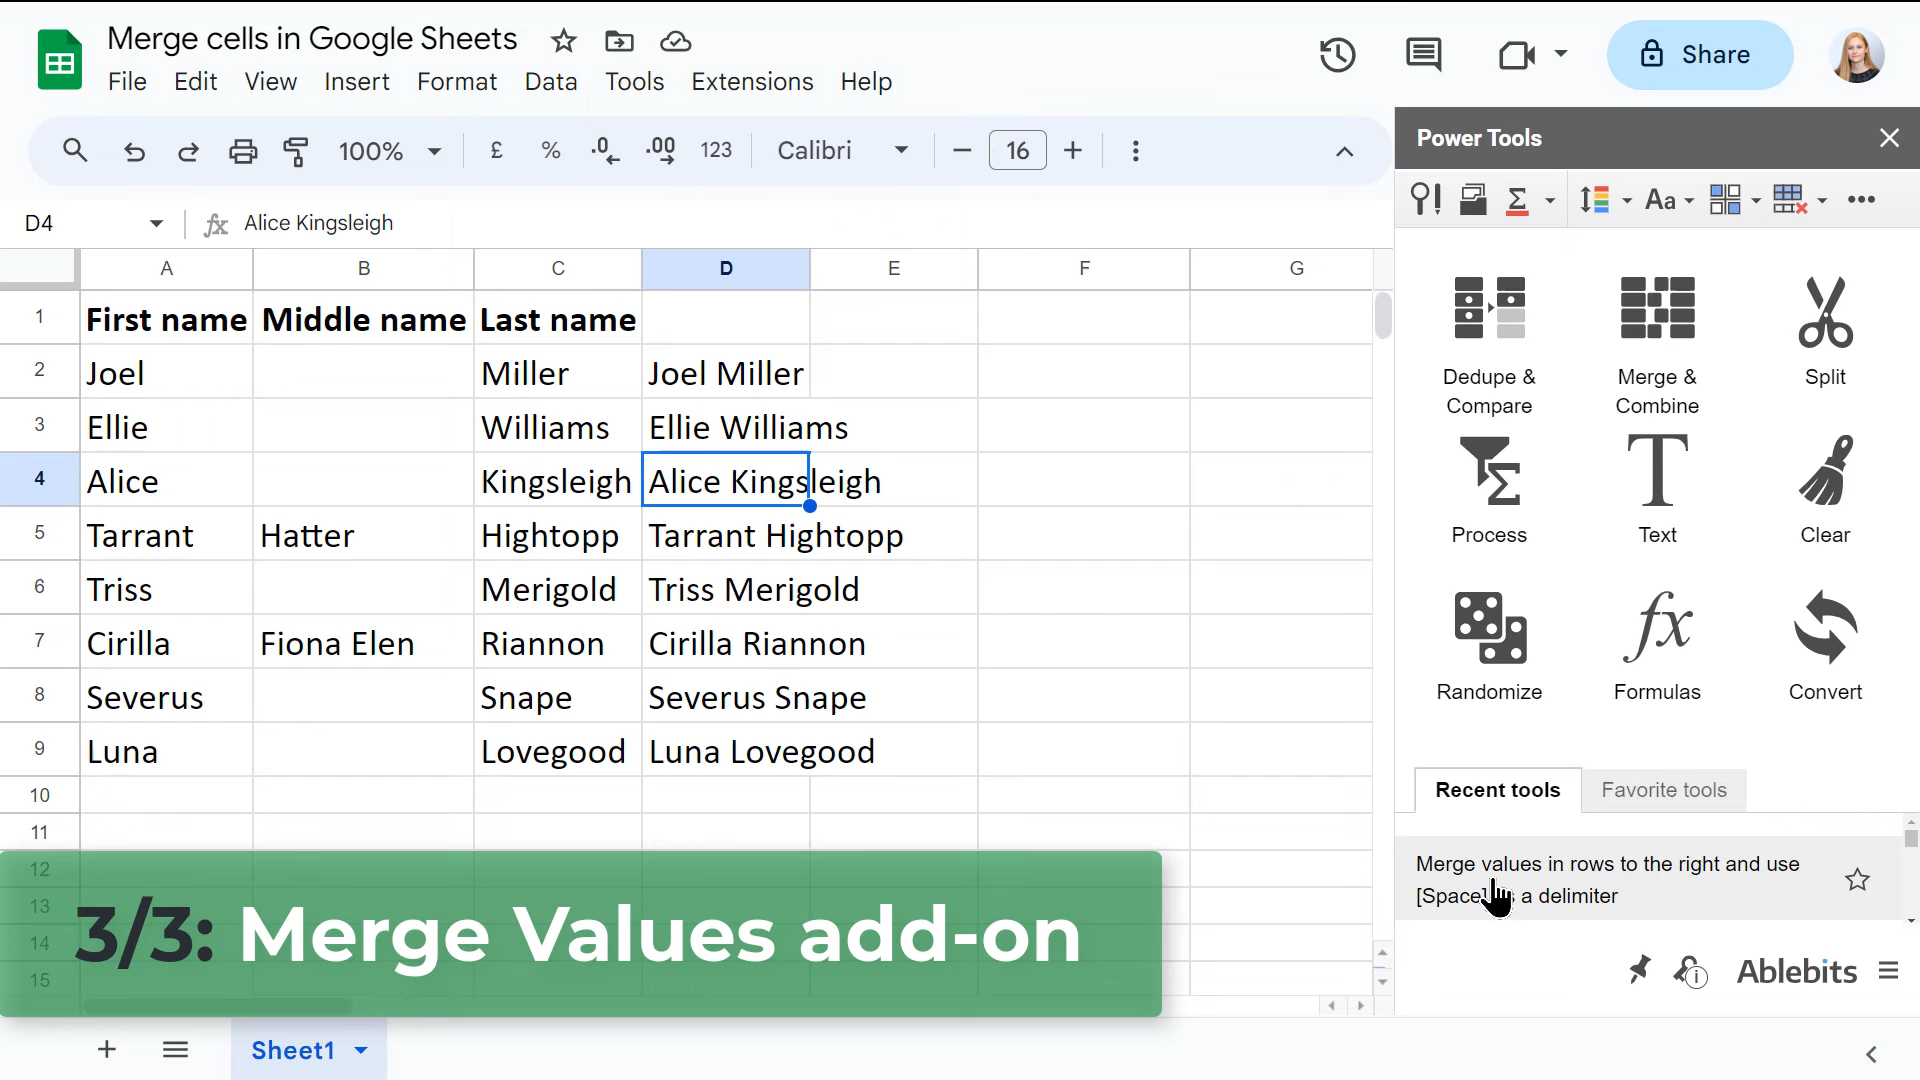 Merge cells in Google Sheets
File Edit View Insert Format Data Tools Extensions Help
Share
100% £ % .0 .00 123 Calibri 16
D4 fx Alice Kingsleigh
A B C D E F G
1 First name Middle name Last name
2 Joel Miller Joel Miller
3 Ellie Williams Ellie Williams
4 Alice Kingsleigh Alice Kingsleigh
5 Tarrant Hatter Hightopp Tarrant Hightopp
6 Triss Merigold Triss Merigold
7 Cirilla Fiona Elen Riannon Cirilla Riannon
8 Severus Snape Severus Snape
9 Luna Lovegood Luna Lovegood
10
11
12
13
14
15
3/3: Merge Values add-on
Sheet1
Power Tools
Σ Aa
Dedupe &
Compare
Merge &
Combine
Split
Process
Text
Clear
Randomize
Formulas
Convert
Recent tools Favorite tools
Merge values in rows to the right and use
[Space] a delimiter
Ablebits